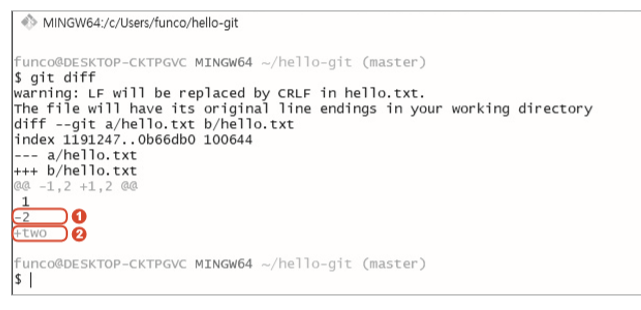 MINGW64:/c/Users/funco/hello-git
funco@DESKTOP-CKTPGVC MINGW64 ~/hello-git (master)
$ git diff
warning: LF will be replaced by CRLF in hello.txt.
The file will have its original line endings in your working directory
diff --git a/hello.txt b/hello.txt
index 1191247..0b66db0 100644
--- a/hello.txt
+++ b/hello.txt
@@ -1,2 +1,2 @@
 1
-2 1
+two 2
funco@DESKTOP-CKTPGVC MINGW64 ~/hello-git (master)
$